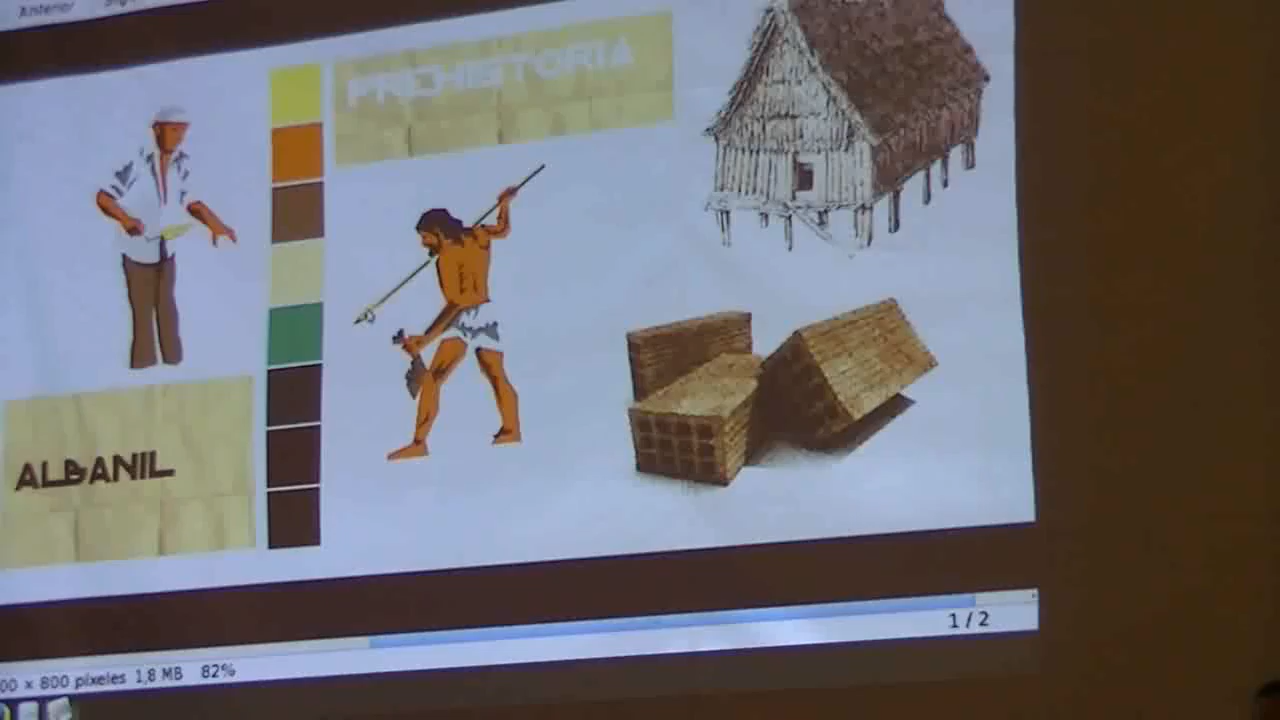 Anterior
PREHISTORIA
ALBANIL
1 / 2
00 x 800 píxeles 1,8 MB 82%